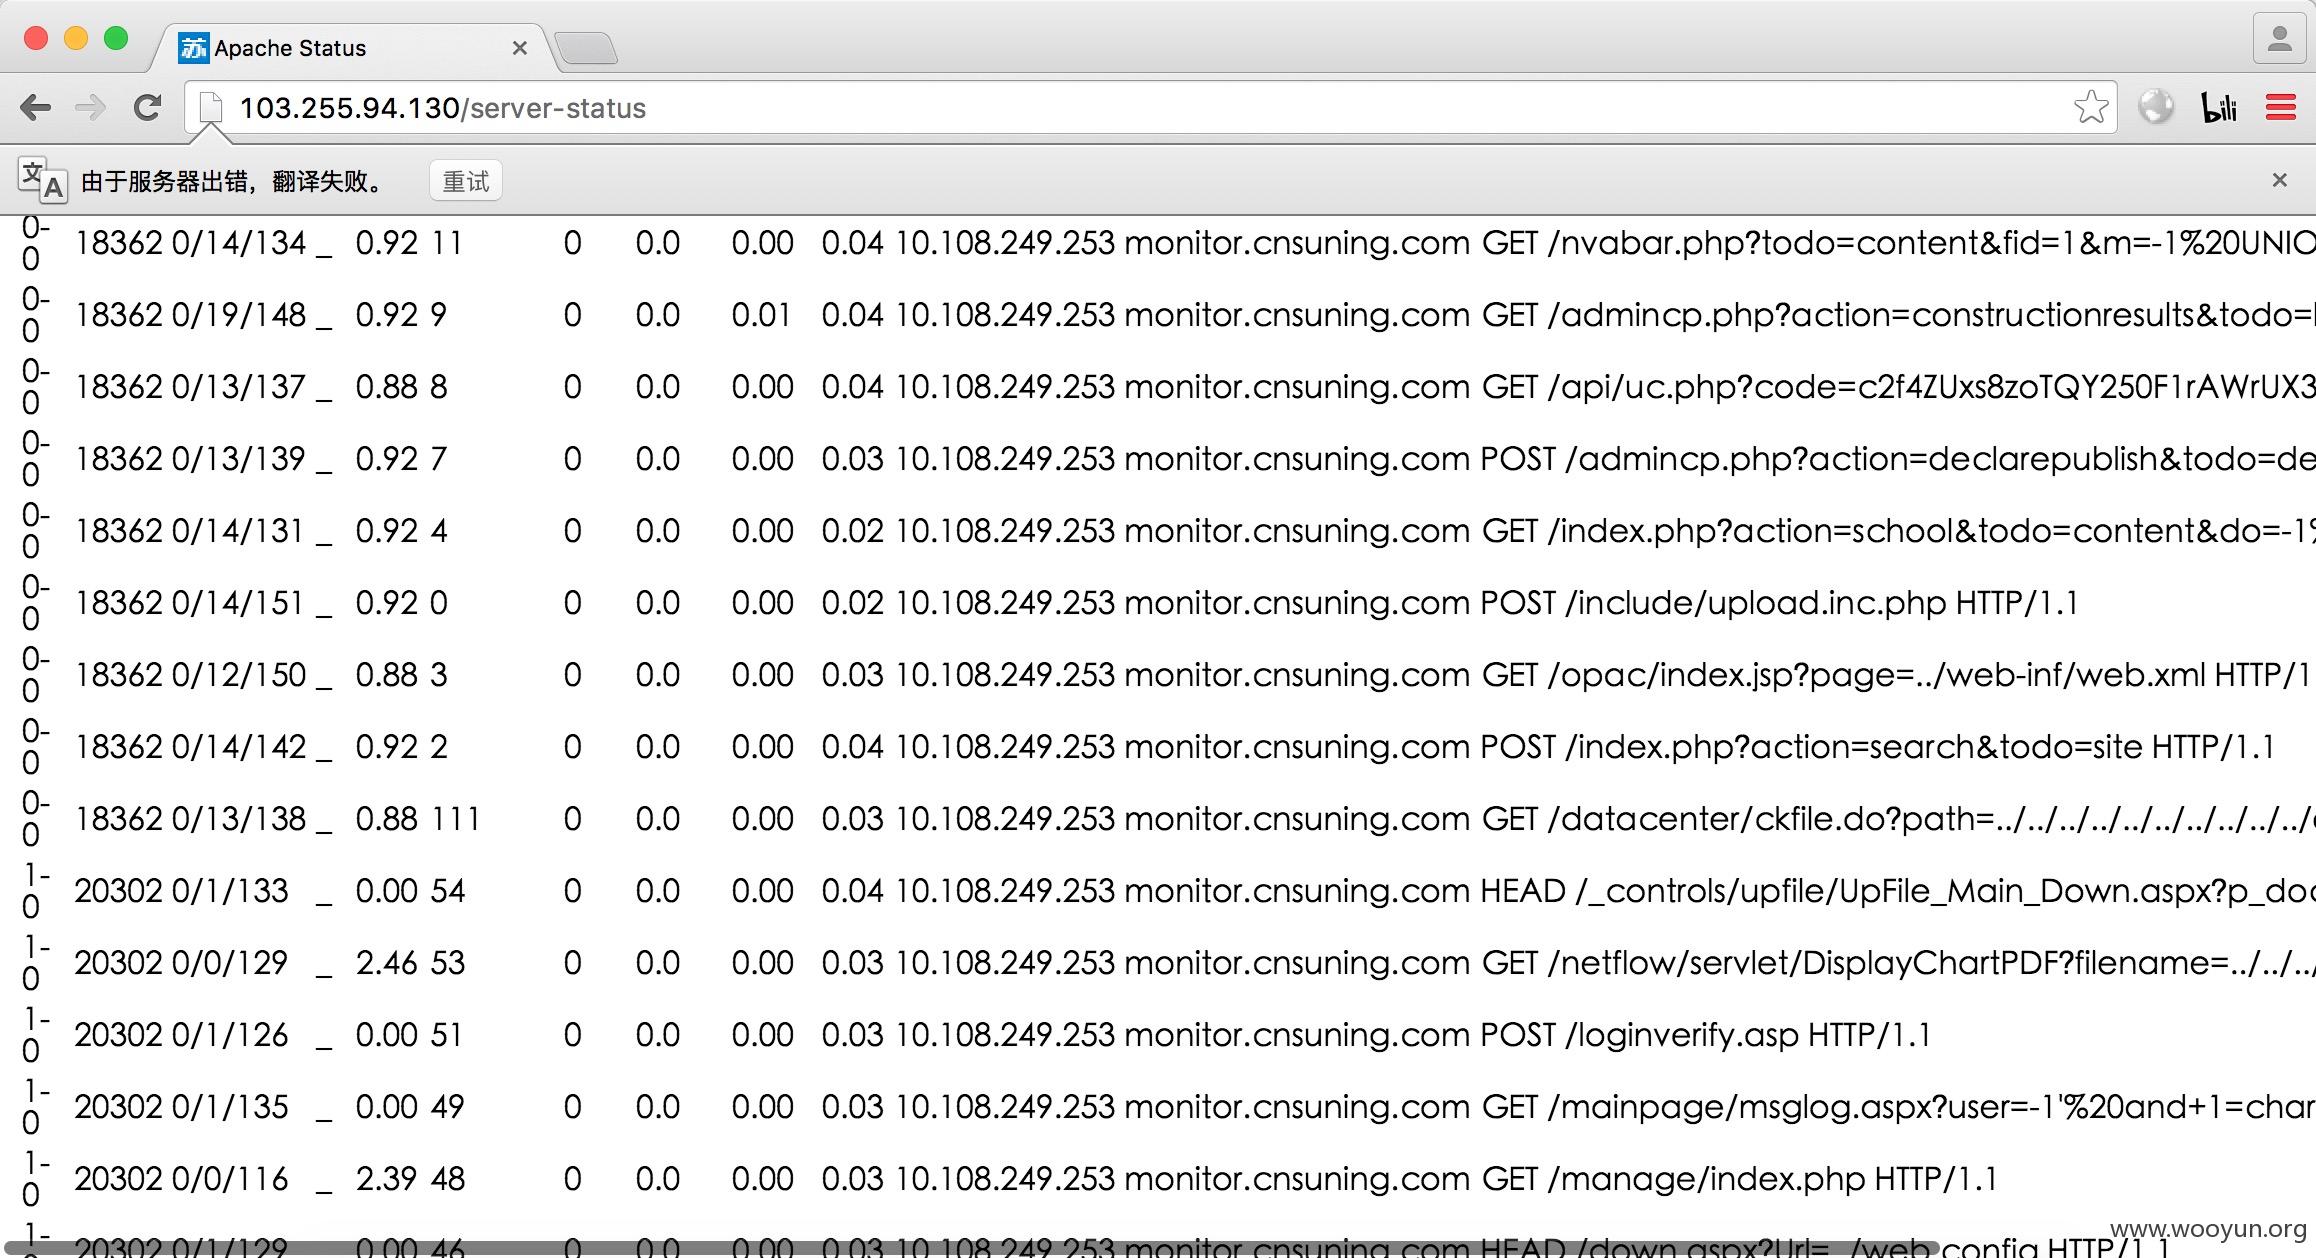 苏 Apache Status
103.255.94.130/server-status
由于服务器出错，翻译失败。 重试
0-0 18362 0/14/134 _ 0.92 11 0 0.0 0.00 0.04 10.108.249.253 monitor.cnsuning.com GET /nvabar.php?todo=content&fid=1&m=-1%20UNIO
0-0 18362 0/19/148 _ 0.92 9 0 0.0 0.01 0.04 10.108.249.253 monitor.cnsuning.com GET /admincp.php?action=constructionresults&todo=
0-0 18362 0/13/137 _ 0.88 8 0 0.0 0.00 0.04 10.108.249.253 monitor.cnsuning.com GET /api/uc.php?code=c2f4ZUxs8zoTQY250F1rAWrUX3
0-0 18362 0/13/139 _ 0.92 7 0 0.0 0.00 0.03 10.108.249.253 monitor.cnsuning.com POST /admincp.php?action=declarepublish&todo=de
0-0 18362 0/14/131 _ 0.92 4 0 0.0 0.00 0.02 10.108.249.253 monitor.cnsuning.com GET /index.php?action=school&todo=content&do=-1%
0-0 18362 0/14/151 _ 0.92 0 0 0.0 0.00 0.02 10.108.249.253 monitor.cnsuning.com POST /include/upload.inc.php HTTP/1.1
0-0 18362 0/12/150 _ 0.88 3 0 0.0 0.00 0.03 10.108.249.253 monitor.cnsuning.com GET /opac/index.jsp?page=../web-inf/web.xml HTTP/1
0-0 18362 0/14/142 _ 0.92 2 0 0.0 0.00 0.04 10.108.249.253 monitor.cnsuning.com POST /index.php?action=search&todo=site HTTP/1.1
0-0 18362 0/13/138 _ 0.88 111 0 0.0 0.00 0.03 10.108.249.253 monitor.cnsuning.com GET /datacenter/ckfile.do?path=../../../../../../../../../../
1-0 20302 0/1/133 _ 0.00 54 0 0.0 0.00 0.04 10.108.249.253 monitor.cnsuning.com HEAD /_controls/upfile/UpFile_Main_Down.aspx?p_doc
1-0 20302 0/0/129 _ 2.46 53 0 0.0 0.00 0.03 10.108.249.253 monitor.cnsuning.com GET /netflow/servlet/DisplayChartPDF?filename=../../../
1-0 20302 0/1/126 _ 0.00 51 0 0.0 0.00 0.03 10.108.249.253 monitor.cnsuning.com POST /loginverify.asp HTTP/1.1
1-0 20302 0/1/135 _ 0.00 49 0 0.0 0.00 0.03 10.108.249.253 monitor.cnsuning.com GET /mainpage/msglog.aspx?user=-1'%20and+1=char
1-0 20302 0/0/116 _ 2.39 48 0 0.0 0.00 0.03 10.108.249.253 monitor.cnsuning.com GET /manage/index.php HTTP/1.1
1- 20302 0/1/129 _ 0.00 46 0 0.0 0.00 0.03 10.108.249.253 monitor.cnsuning.com HEAD /down.aspx?Url=../web.config HTTP/1.1
www.wooyun.org